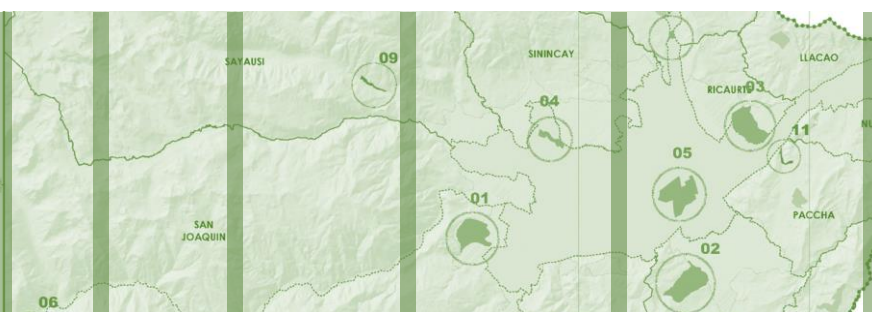 SININCAY
LLACAO
09
SAYAUSI
RICAURTE
03
04
11
05
01
PACCHA
SAN
JOAQUIN
02
06